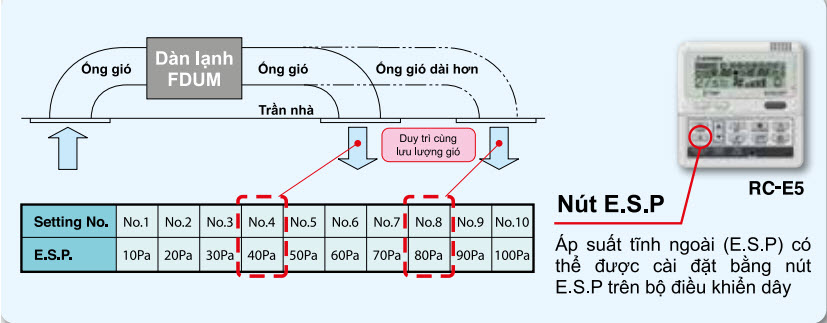 Dàn lạnh
FDUM
Ống gió
Ống gió
Ống gió dài hơn
Trần nhà
Duy trì cùng
lưu lượng gió
Setting No. No.1 No.2 No.3 No.4 No.5 No.6 No.7 No.8 No.9 No.10
E.S.P. 10Pa 20Pa 30Pa 40Pa 50Pa 60Pa 70Pa 80Pa 90Pa 100Pa
RC-E5
Nút E.S.P
Áp suất tĩnh ngoài (E.S.P) có
thể được cài đặt bằng nút
E.S.P trên bộ điều khiển dây